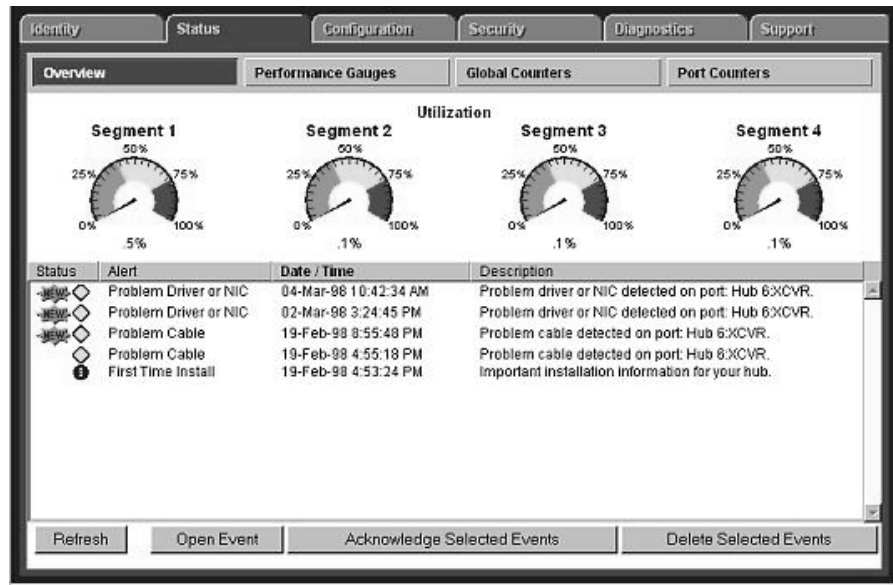 Identity Status Configuration Security Diagnostics Support
Overview Performance Gauges Global Counters Port Counters
Utilization
Segment 1 Segment 2 Segment 3 Segment 4
50% 50% 50% 50%
25% 75% 25% 75% 25% 75% 25% 75%
0% 100% 0% 100% 0% 100% 0% 100%
.5% .1% .1% .1%
Status Alert Date / Time Description
NEW! Problem Driver or NIC 04-Mar-98 10:42:34 AM Problem driver or NIC detected on port: Hub 6:XCVR.
NEW! Problem Driver or NIC 02-Mar-98 3:24:45 PM Problem driver or NIC detected on port: Hub 6:XCVR.
NEW! Problem Cable 19-Feb-98 8:55:48 PM Problem cable detected on port: Hub 6:XCVR.
Problem Cable 19-Feb-98 4:55:18 PM Problem cable detected on port: Hub 6:XCVR.
First Time Install 19-Feb-98 4:53:24 PM Important installation information for your hub.
Refresh Open Event Acknowledge Selected Events Delete Selected Events